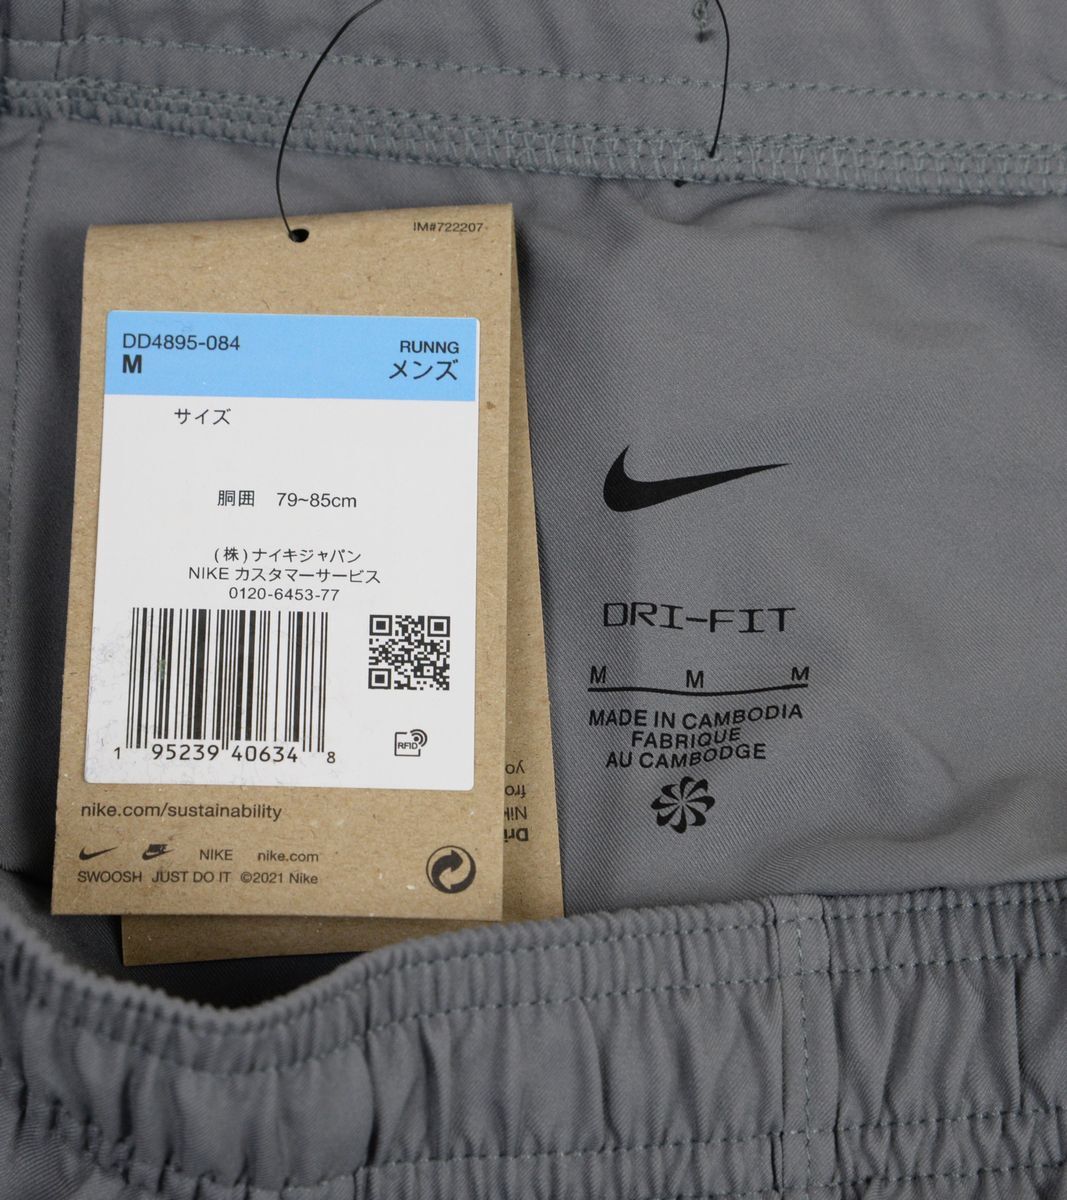 IM#722207
DD4895-084
M
RUNNG
メンズ
サイズ
胴囲 79~85cm
(株)ナイキジャパン
NIKE カスタマーサービス
0120-6453-77
1 95239 40634 8
RFID
nike.com/sustainability
NIKE nike.com
SWOOSH JUST DO IT ©2021 Nike
DRI-FIT
M M M
MADE IN CAMBODIA
FABRIQUE
AU CAMBODGE